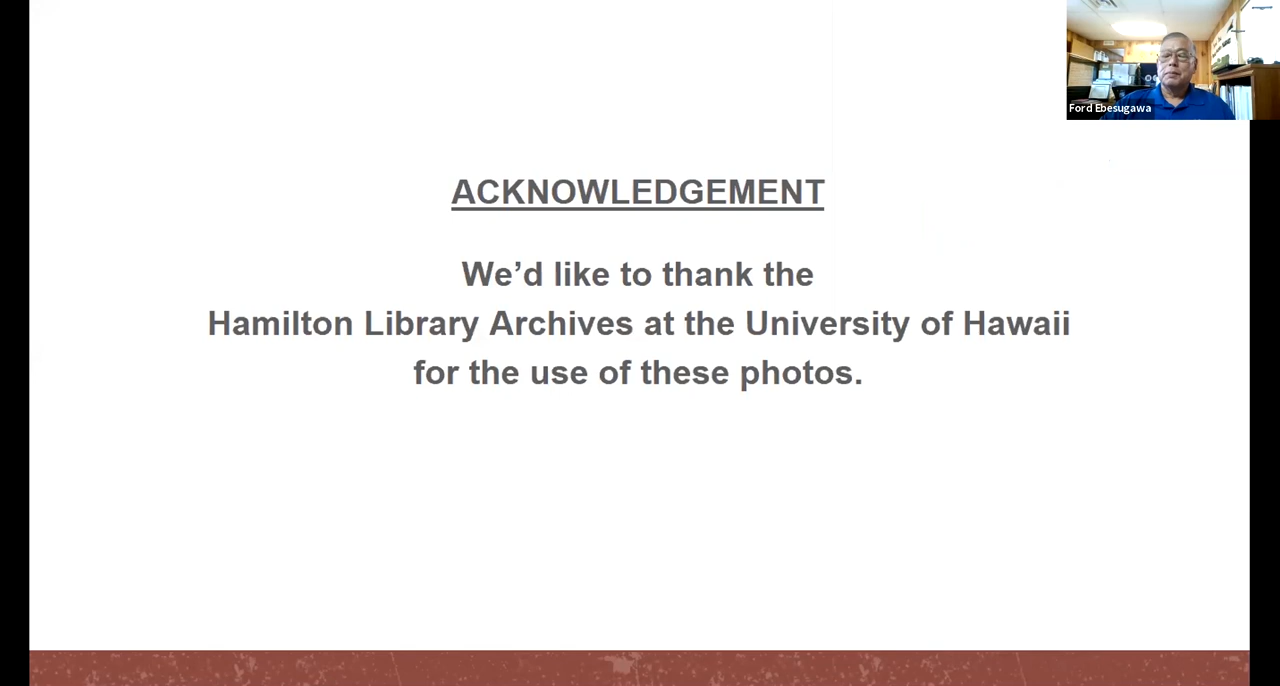 Ford Ebesugawa
ACKNOWLEDGEMENT
We’d like to thank the
Hamilton Library Archives at the University of Hawaii
for the use of these photos.